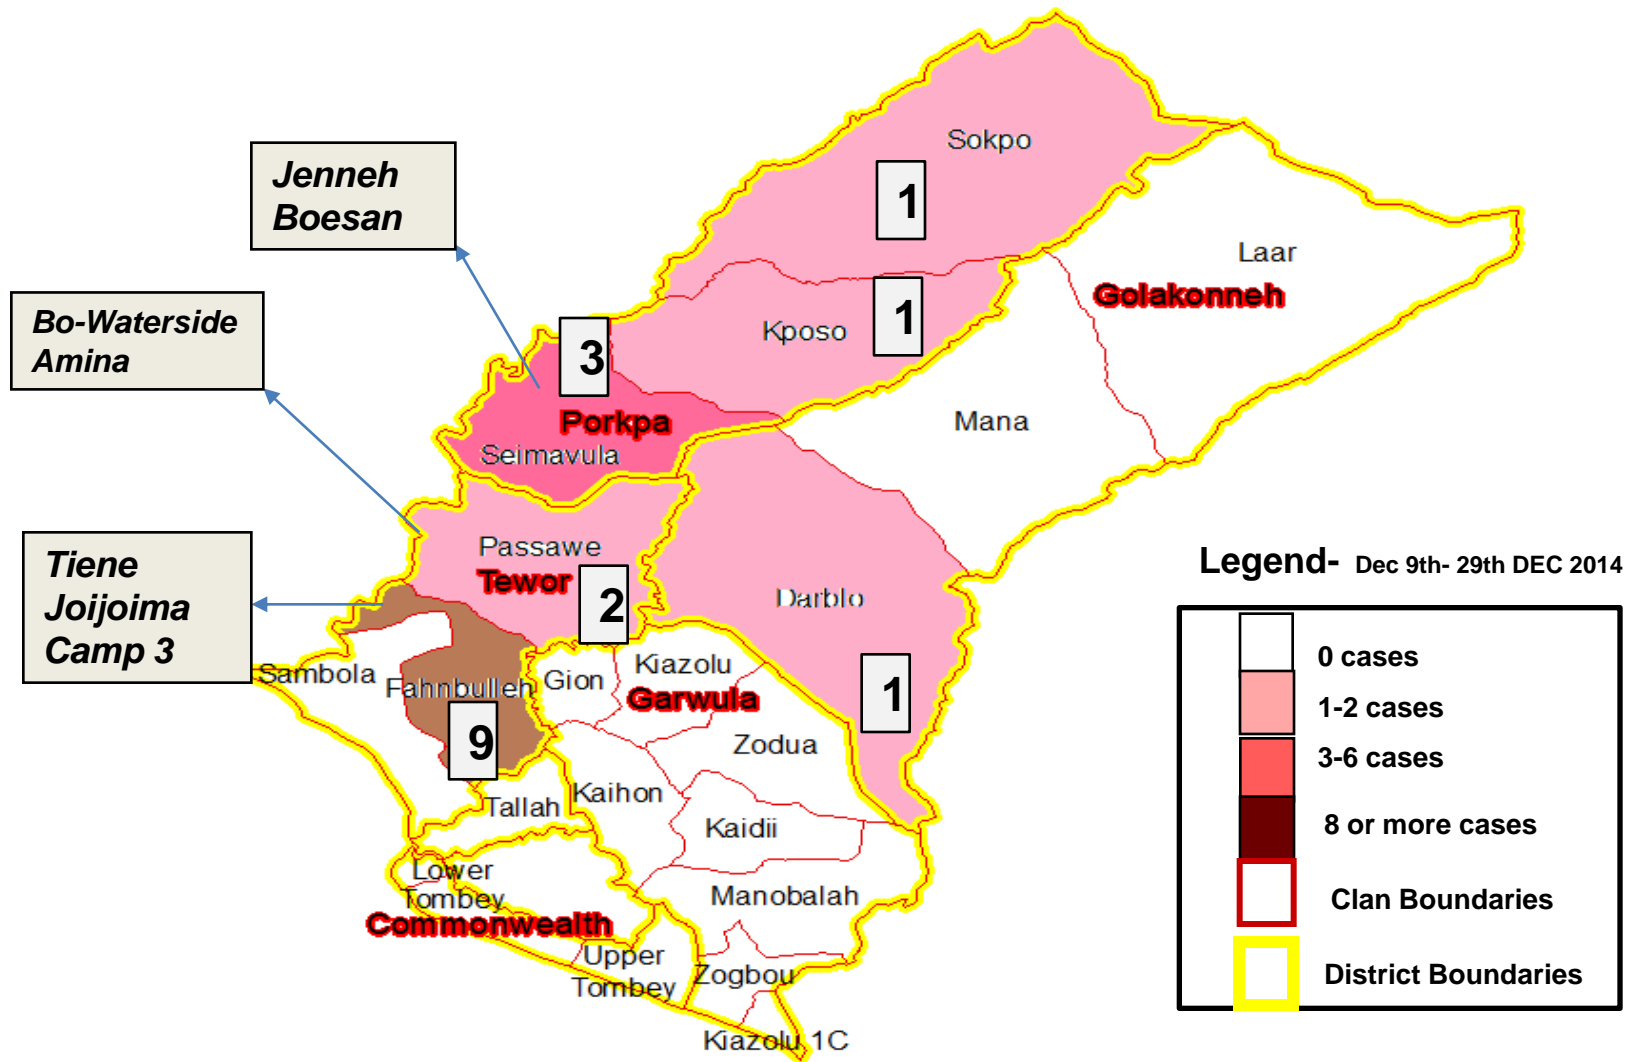 Sokpo
1
Jenneh
Boesan
Laar
Golakonneh
Bo-Waterside
Amina
Kposo
1
3
Porkpa
Mana
Seimavula
Tiene
Joijoima
Camp 3
Passawe
Tewor
2
Darblo
1
Sambola
Fahnbulleh
9
Gion
Kiazolu
Garwula
Zodua
Tallah
Kaihon
Kaidii
Lower
Tombey
Commonwealth
Manobalah
Upper
Tombey
Zogbou
Kiazolu 1C
Legend- Dec 9th- 29th DEC 2014
0 cases
1-2 cases
3-6 cases
8 or more cases
Clan Boundaries
District Boundaries